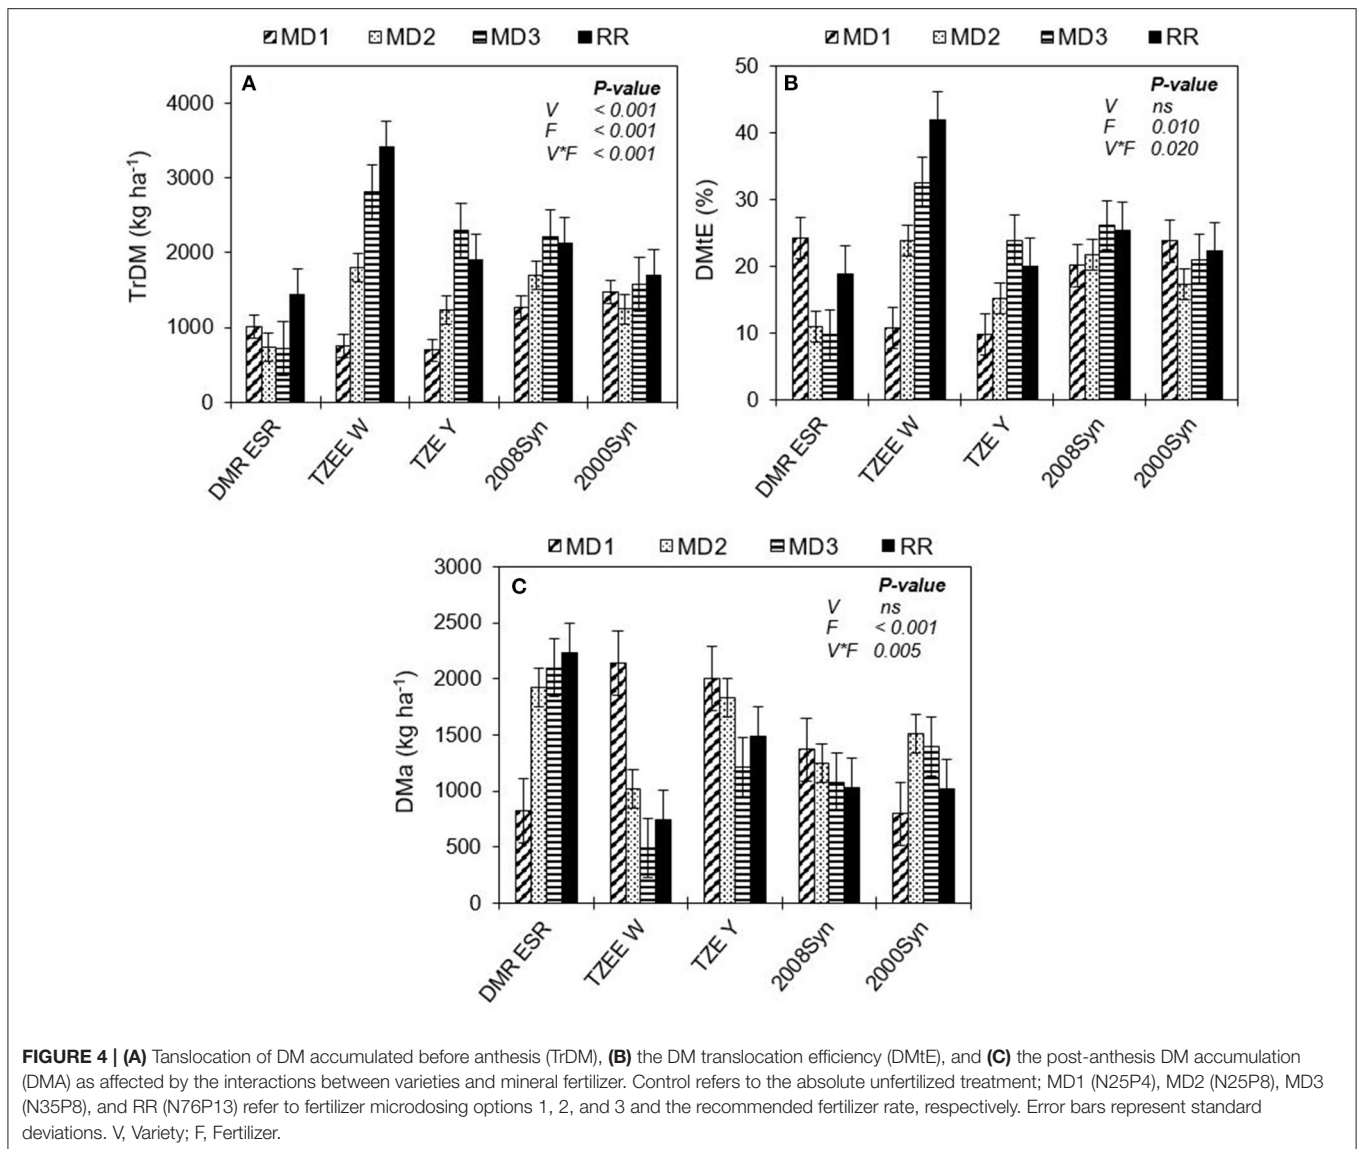 MD1 MD2 MD3 RR
A
P-value
V < 0.001
F < 0.001
V*F < 0.001
TrDM (kg ha⁻¹)
4000
3000
2000
1000
0
DMR ESR
TZEE W
TZE Y
2008Syn
2000Syn
MD1 MD2 MD3 RR
B
P-value
V ns
F 0.010
V*F 0.020
DMtE (%)
50
40
30
20
10
0
DMR ESR
TZEE W
TZE Y
2008Syn
2000Syn
MD1 MD2 MD3 RR
C
P-value
V ns
F < 0.001
V*F 0.005
DMa (kg ha⁻¹)
3000
2500
2000
1500
1000
500
0
DMR ESR
TZEE W
TZE Y
2008Syn
2000Syn
FIGURE 4 | (A) Tanslocation of DM accumulated before anthesis (TrDM), (B) the DM translocation efficiency (DMtE), and (C) the post-anthesis DM accumulation
(DMA) as affected by the interactions between varieties and mineral fertilizer. Control refers to the absolute unfertilized treatment; MD1 (N25P4), MD2 (N25P8), MD3
(N35P8), and RR (N76P13) refer to fertilizer microdosing options 1, 2, and 3 and the recommended fertilizer rate, respectively. Error bars represent standard
deviations. V, Variety; F, Fertilizer.